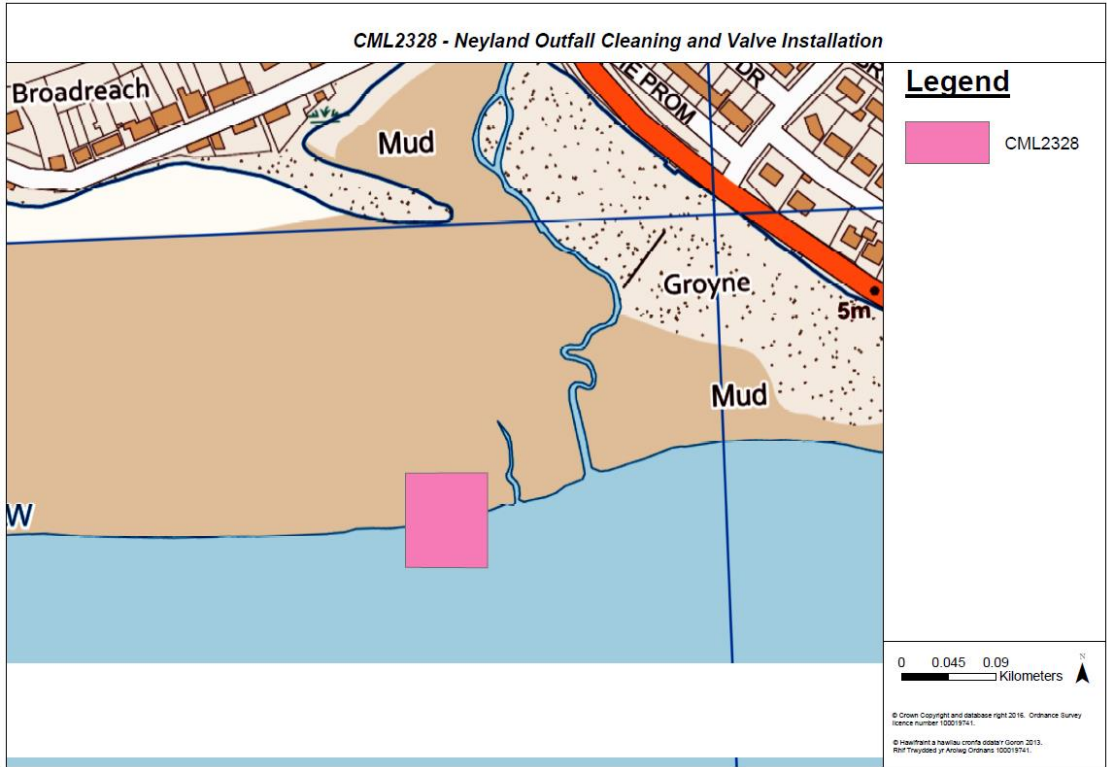 CML2328 - Neyland Outfall Cleaning and Valve Installation
Broadreach
Mud
PROM
DR
Groyne
5m
Mud
W
Legend
CML2328
0 0.045 0.09
Kilometers
N
© Crown Copyright and database right 2016. Ordnance Survey
licence number 100019741.
© Hawlfraint a hawliau cronfa ddata'r Goron 2013.
Rhif Trwydded yr Arolwg Ordnans 100019741.